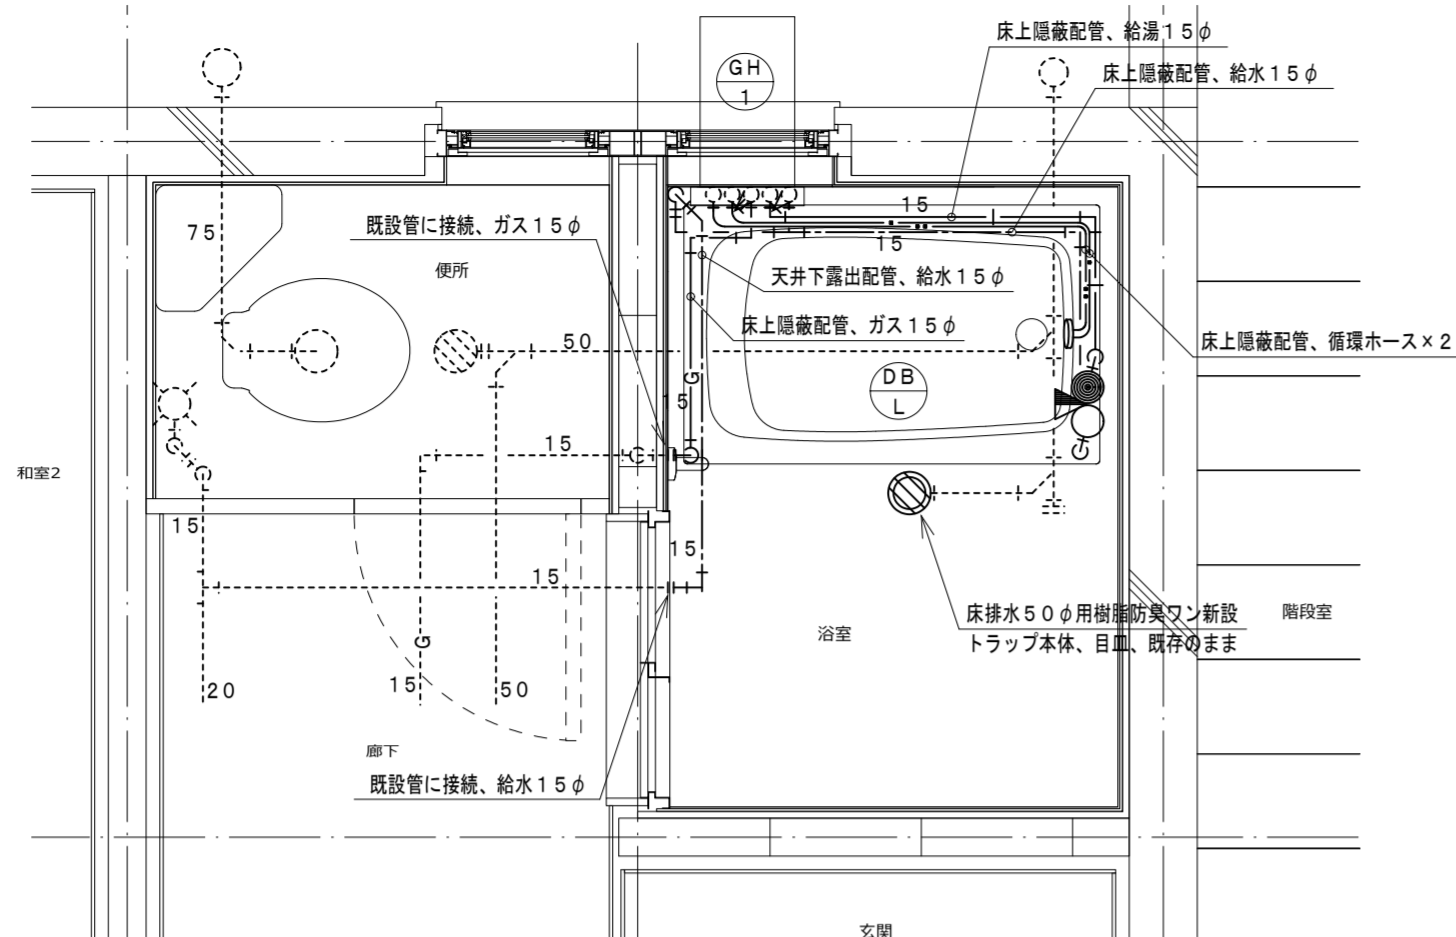 床上隠蔽配管、給湯１５φ
GH
1
床上隠蔽配管、給水１５φ
75
既設管に接続、ガス１５φ
15
15
便所
天井下露出配管、給水１５φ
床上隠蔽配管、ガス１５φ
50
床上隠蔽配管、循環ホース×２
G
DB
L
15
15
和室2
15
15
15
床排水５０φ用樹脂防臭ワン新設
トラップ本体、目皿、既存のまま
階段室
浴室
G
20
15
50
廊下
既設管に接続、給水１５φ
玄関